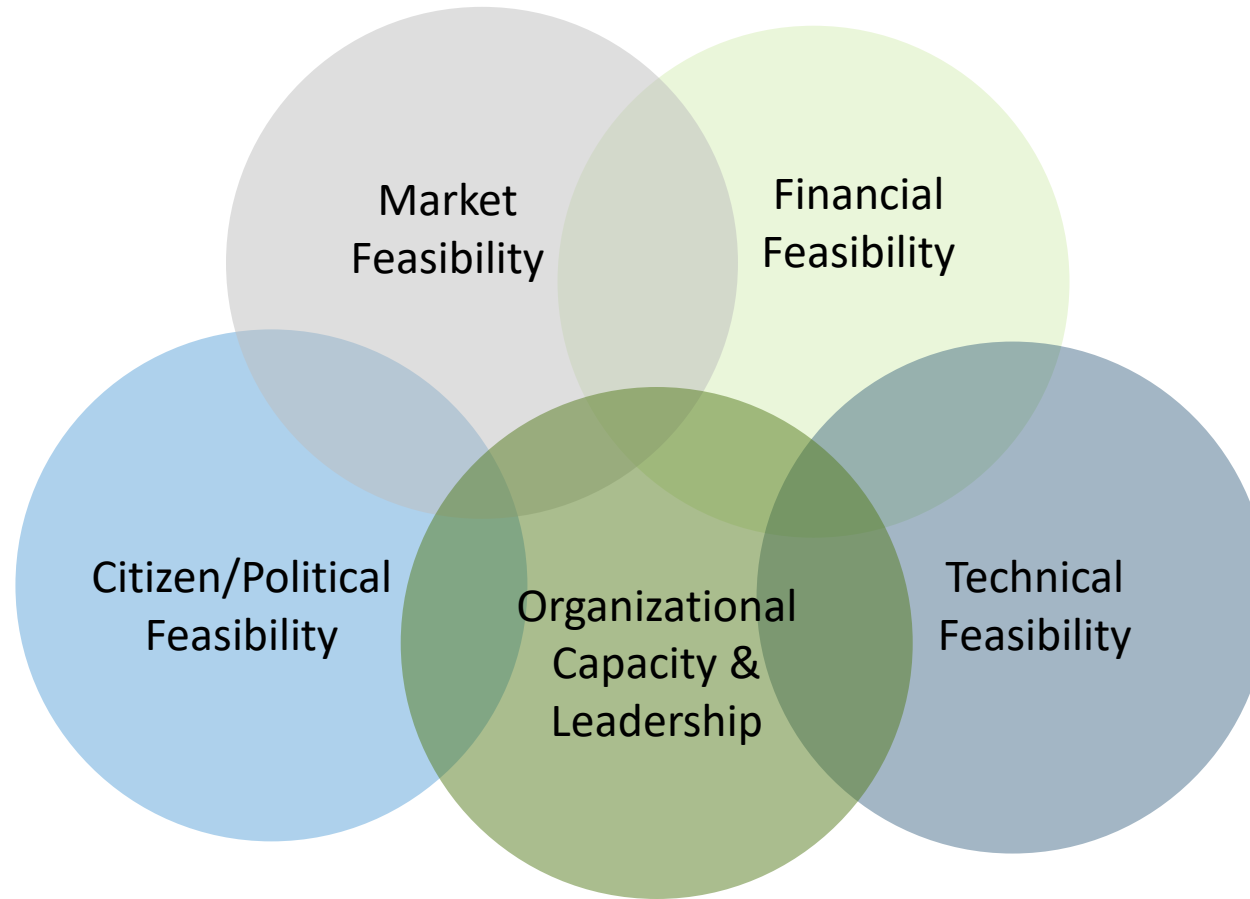 Market
Feasibility
Financial
Feasibility
Citizen/Political
Feasibility
Organizational
Capacity &
Leadership
Technical
Feasibility